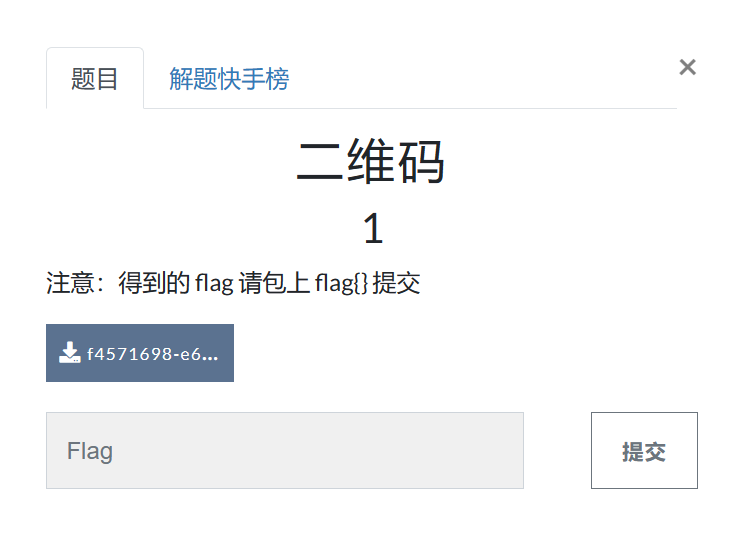 题目 解题快手榜 ×
二维码
1
注意：得到的 flag 请包上 flag{} 提交
f4571698-e6...
Flag 提交